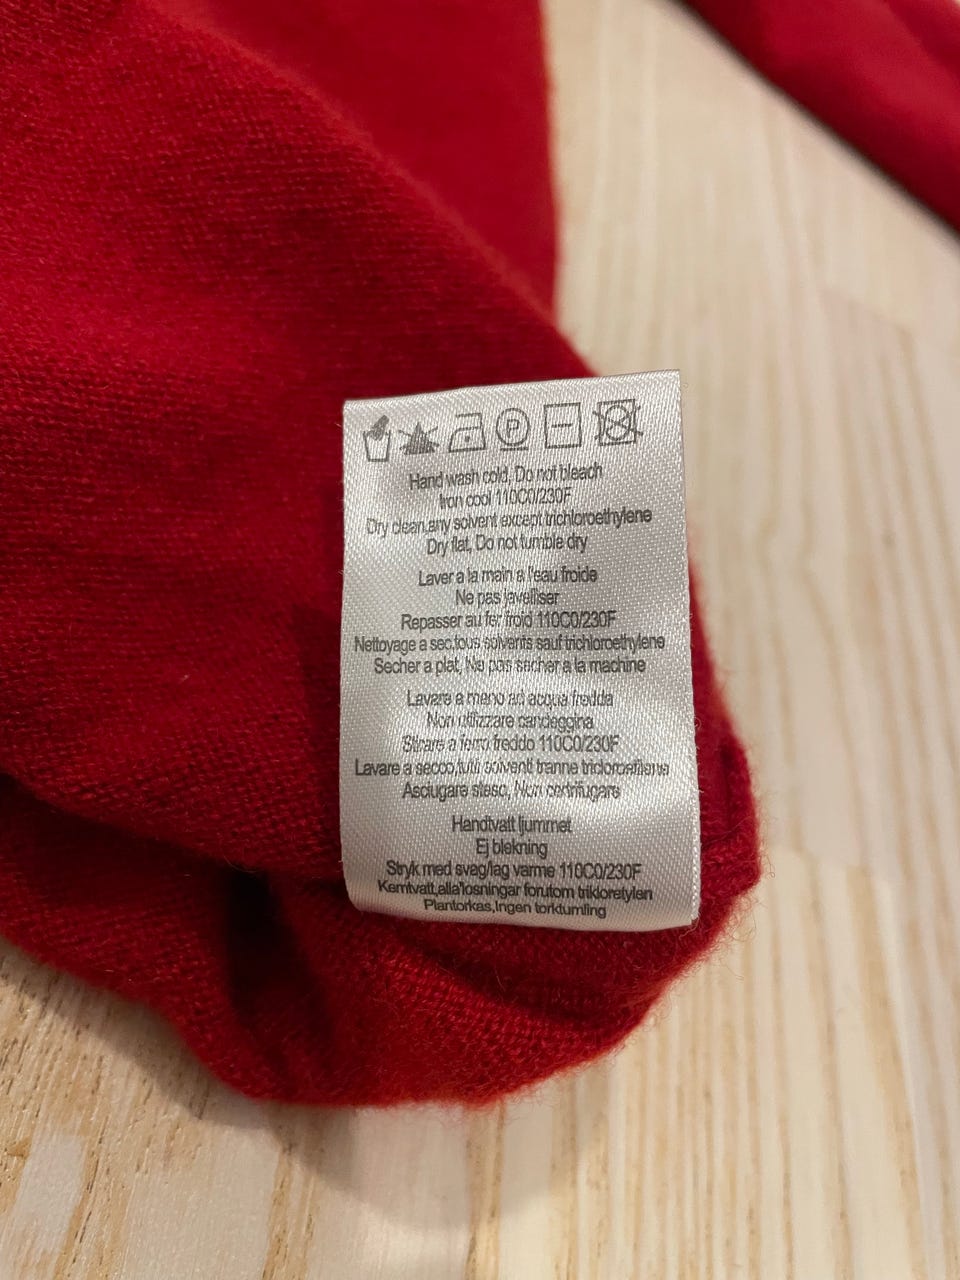 P
Hand wash cold, Do not bleach
Iron cool 110C0/230F
Dry clean,any solvent except trichloroethylene
Dry flat, Do not tumble dry
Laver a la main a l'eau froide
Ne pas javelliser
Repasser au fer froid 110C0/230F
Nettoyage a sec,tous solvents sauf trichloroethylene
Secher a plat, Ne pas secher a la machine
Lavare a mano ad acqua fredda
Non utilizzare candeggina
Stirare a ferro freddo 110C0/230F
Lavare a secco,tutti solventi tranne
Asciugare steso, Non centrifugare
Handtvatt ljummet
Ej blekning
Stryk med svag/lag varme 110C0/230F
Kemtvatt,alla'losningar forutom trikloretylen
Plantorkas,Ingen torktumling